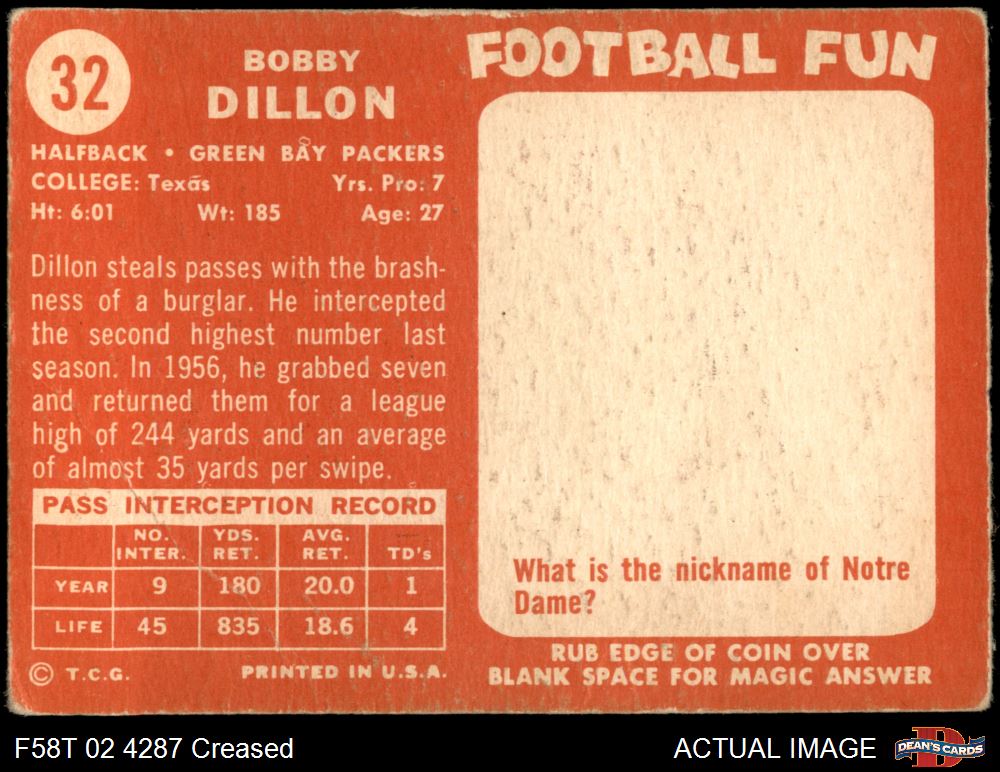 32
BOBBY
DILLON
HALFBACK • GREEN BAY PACKERS
COLLEGE: Texas Yrs. Pro: 7
Ht: 6:01 Wt: 185 Age: 27
Dillon steals passes with the brash-
ness of a burglar. He intercepted
the second highest number last
season. In 1956, he grabbed seven
and returned them for a league
high of 244 yards and an average
of almost 35 yards per swipe.
PASS INTERCEPTION RECORD
NO. INTER. YDS. RET. AVG. RET. TD's
YEAR 9 180 20.0 1
LIFE 45 835 18.6 4
© T.C.G. PRINTED IN U.S.A.
FOOTBALL FUN
What is the nickname of Notre
Dame?
RUB EDGE OF COIN OVER
BLANK SPACE FOR MAGIC ANSWER
F58T 02 4287 Creased
ACTUAL IMAGE
D
DEAN'S CARDS